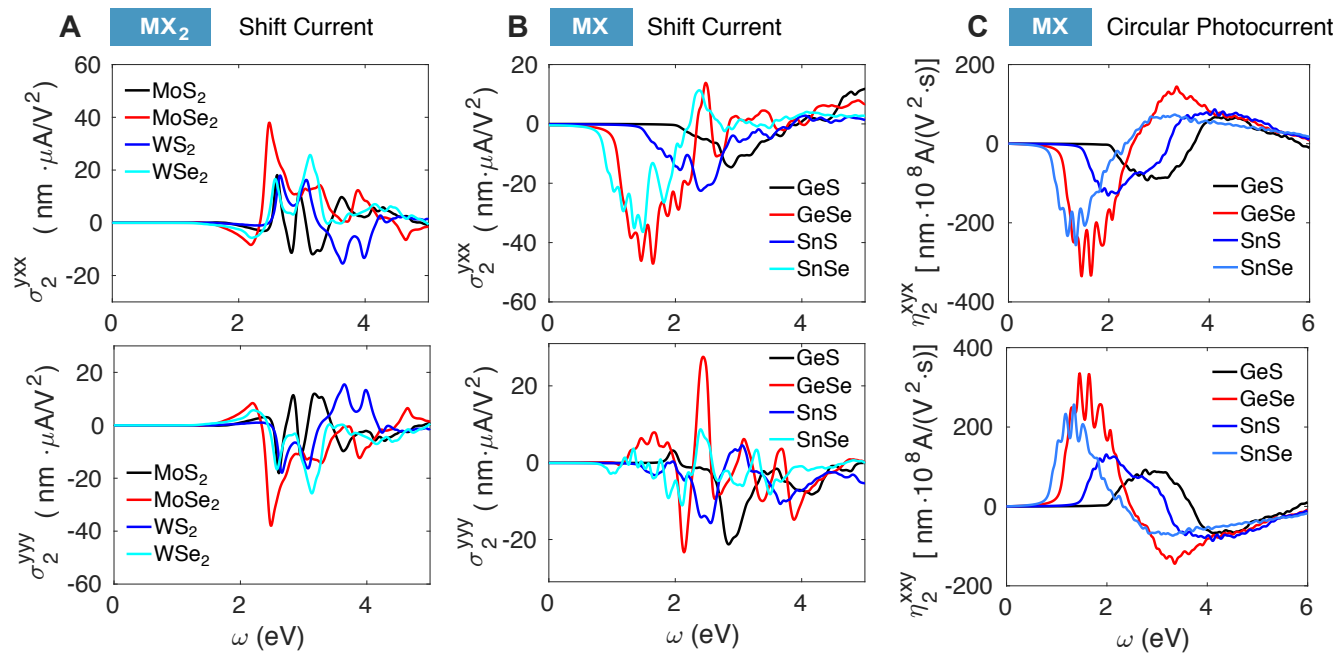 A MX₂ Shift Current
σ₂ʸˣˣ ( nm ·μA/V²)
60
40
20
0
-20
0 2 4
MoS₂
MoSe₂
WS₂
WSe₂
σ₂ʸʸʸ ( nm ·μA/V²)
20
0
-20
-40
-60
0 2 4
MoS₂
MoSe₂
WS₂
WSe₂
ω (eV)
B MX Shift Current
σ₂ʸˣˣ ( nm·μA/V²)
20
0
-20
-40
-60
0 2 4
GeS
GeSe
SnS
SnSe
σ₂ʸʸʸ ( nm·μA/V²)
20
0
-20
0 2 4
GeS
GeSe
SnS
SnSe
ω (eV)
C MX Circular Photocurrent
η₂ˣʸˣ [ nm·10⁸A/(V²·s)]
200
0
-200
-400
0 2 4 6
GeS
GeSe
SnS
SnSe
η₂ˣˣʸ [ nm·10⁸A/(V²·s)]
400
200
0
-200
0 2 4 6
GeS
GeSe
SnS
SnSe
ω (eV)